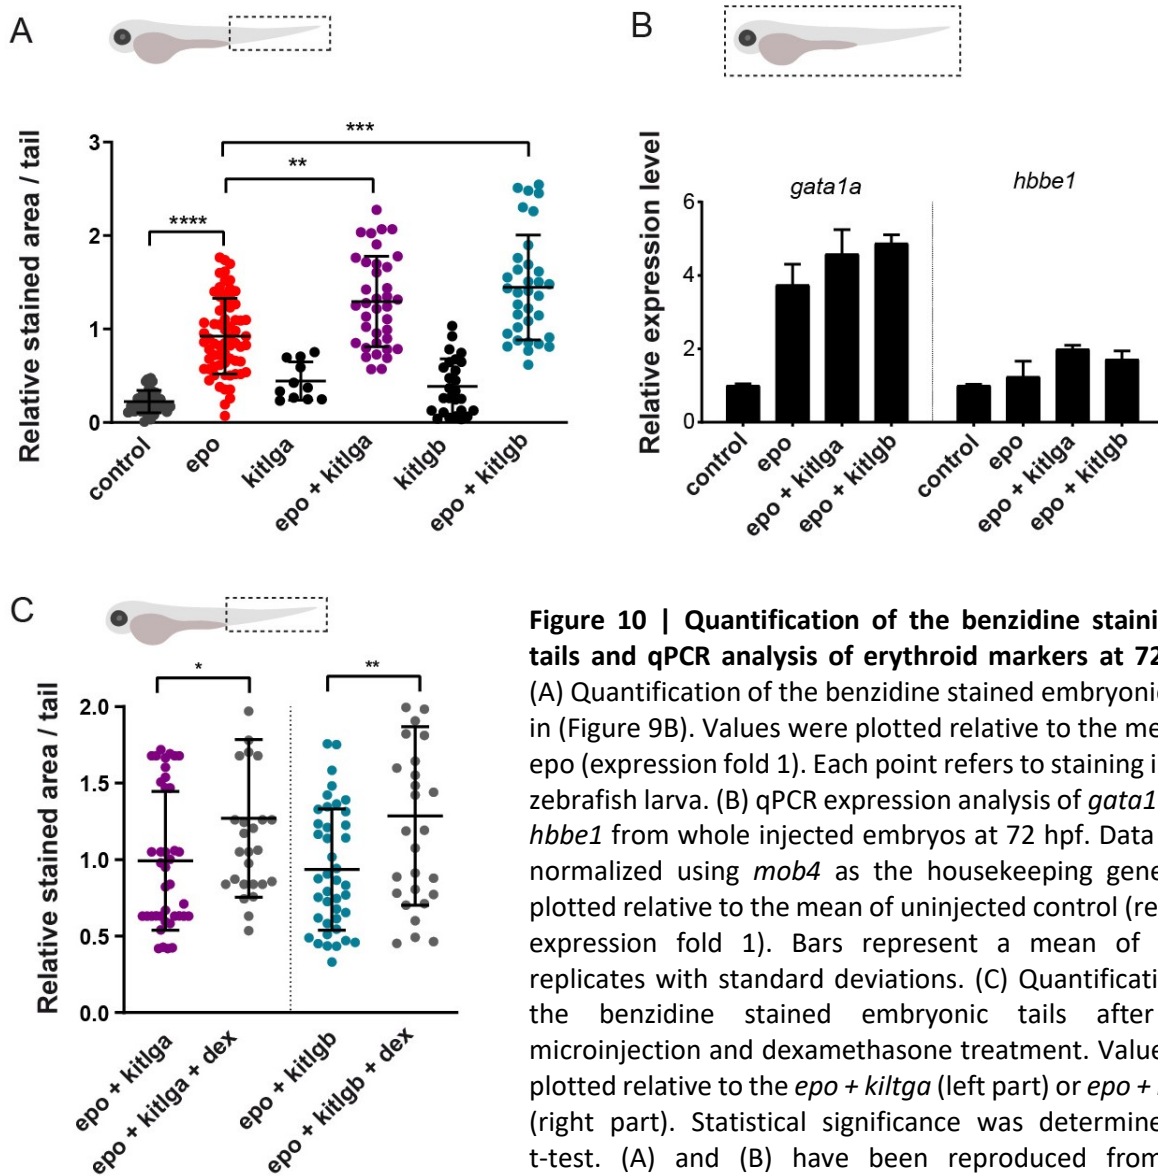 A
Relative stained area / tail
3
2
1
0
****
**
***
control
epo
kitlga
epo + kitlga
kitlgb
epo + kitlgb
B
Relative expression level
gata1a
hbbe1
6
4
2
0
control
epo
epo + kitlga
epo + kitlgb
control
epo
epo + kitlga
epo + kitlgb
C
Relative stained area / tail
2.0
1.5
1.0
0.5
0.0
*
**
epo + kitlga
epo + kitlga + dex
epo + kitlgb
epo + kitlgb + dex
Figure 10 | Quantification of the benzidine staini
tails and qPCR analysis of erythroid markers at 72
(A) Quantification of the benzidine stained embryonic
in (Figure 9B). Values were plotted relative to the me
epo (expression fold 1). Each point refers to staining i
zebrafish larva. (B) qPCR expression analysis of gata1
hbbe1 from whole injected embryos at 72 hpf. Data
normalized using mob4 as the housekeeping gene
plotted relative to the mean of uninjected control (re
expression fold 1). Bars represent a mean of
replicates with standard deviations. (C) Quantificati
the benzidine stained embryonic tails after
microinjection and dexamethasone treatment. Value
plotted relative to the epo + kiltga (left part) or epo +
(right part). Statistical significance was determine
t-test. (A) and (B) have been reproduced from